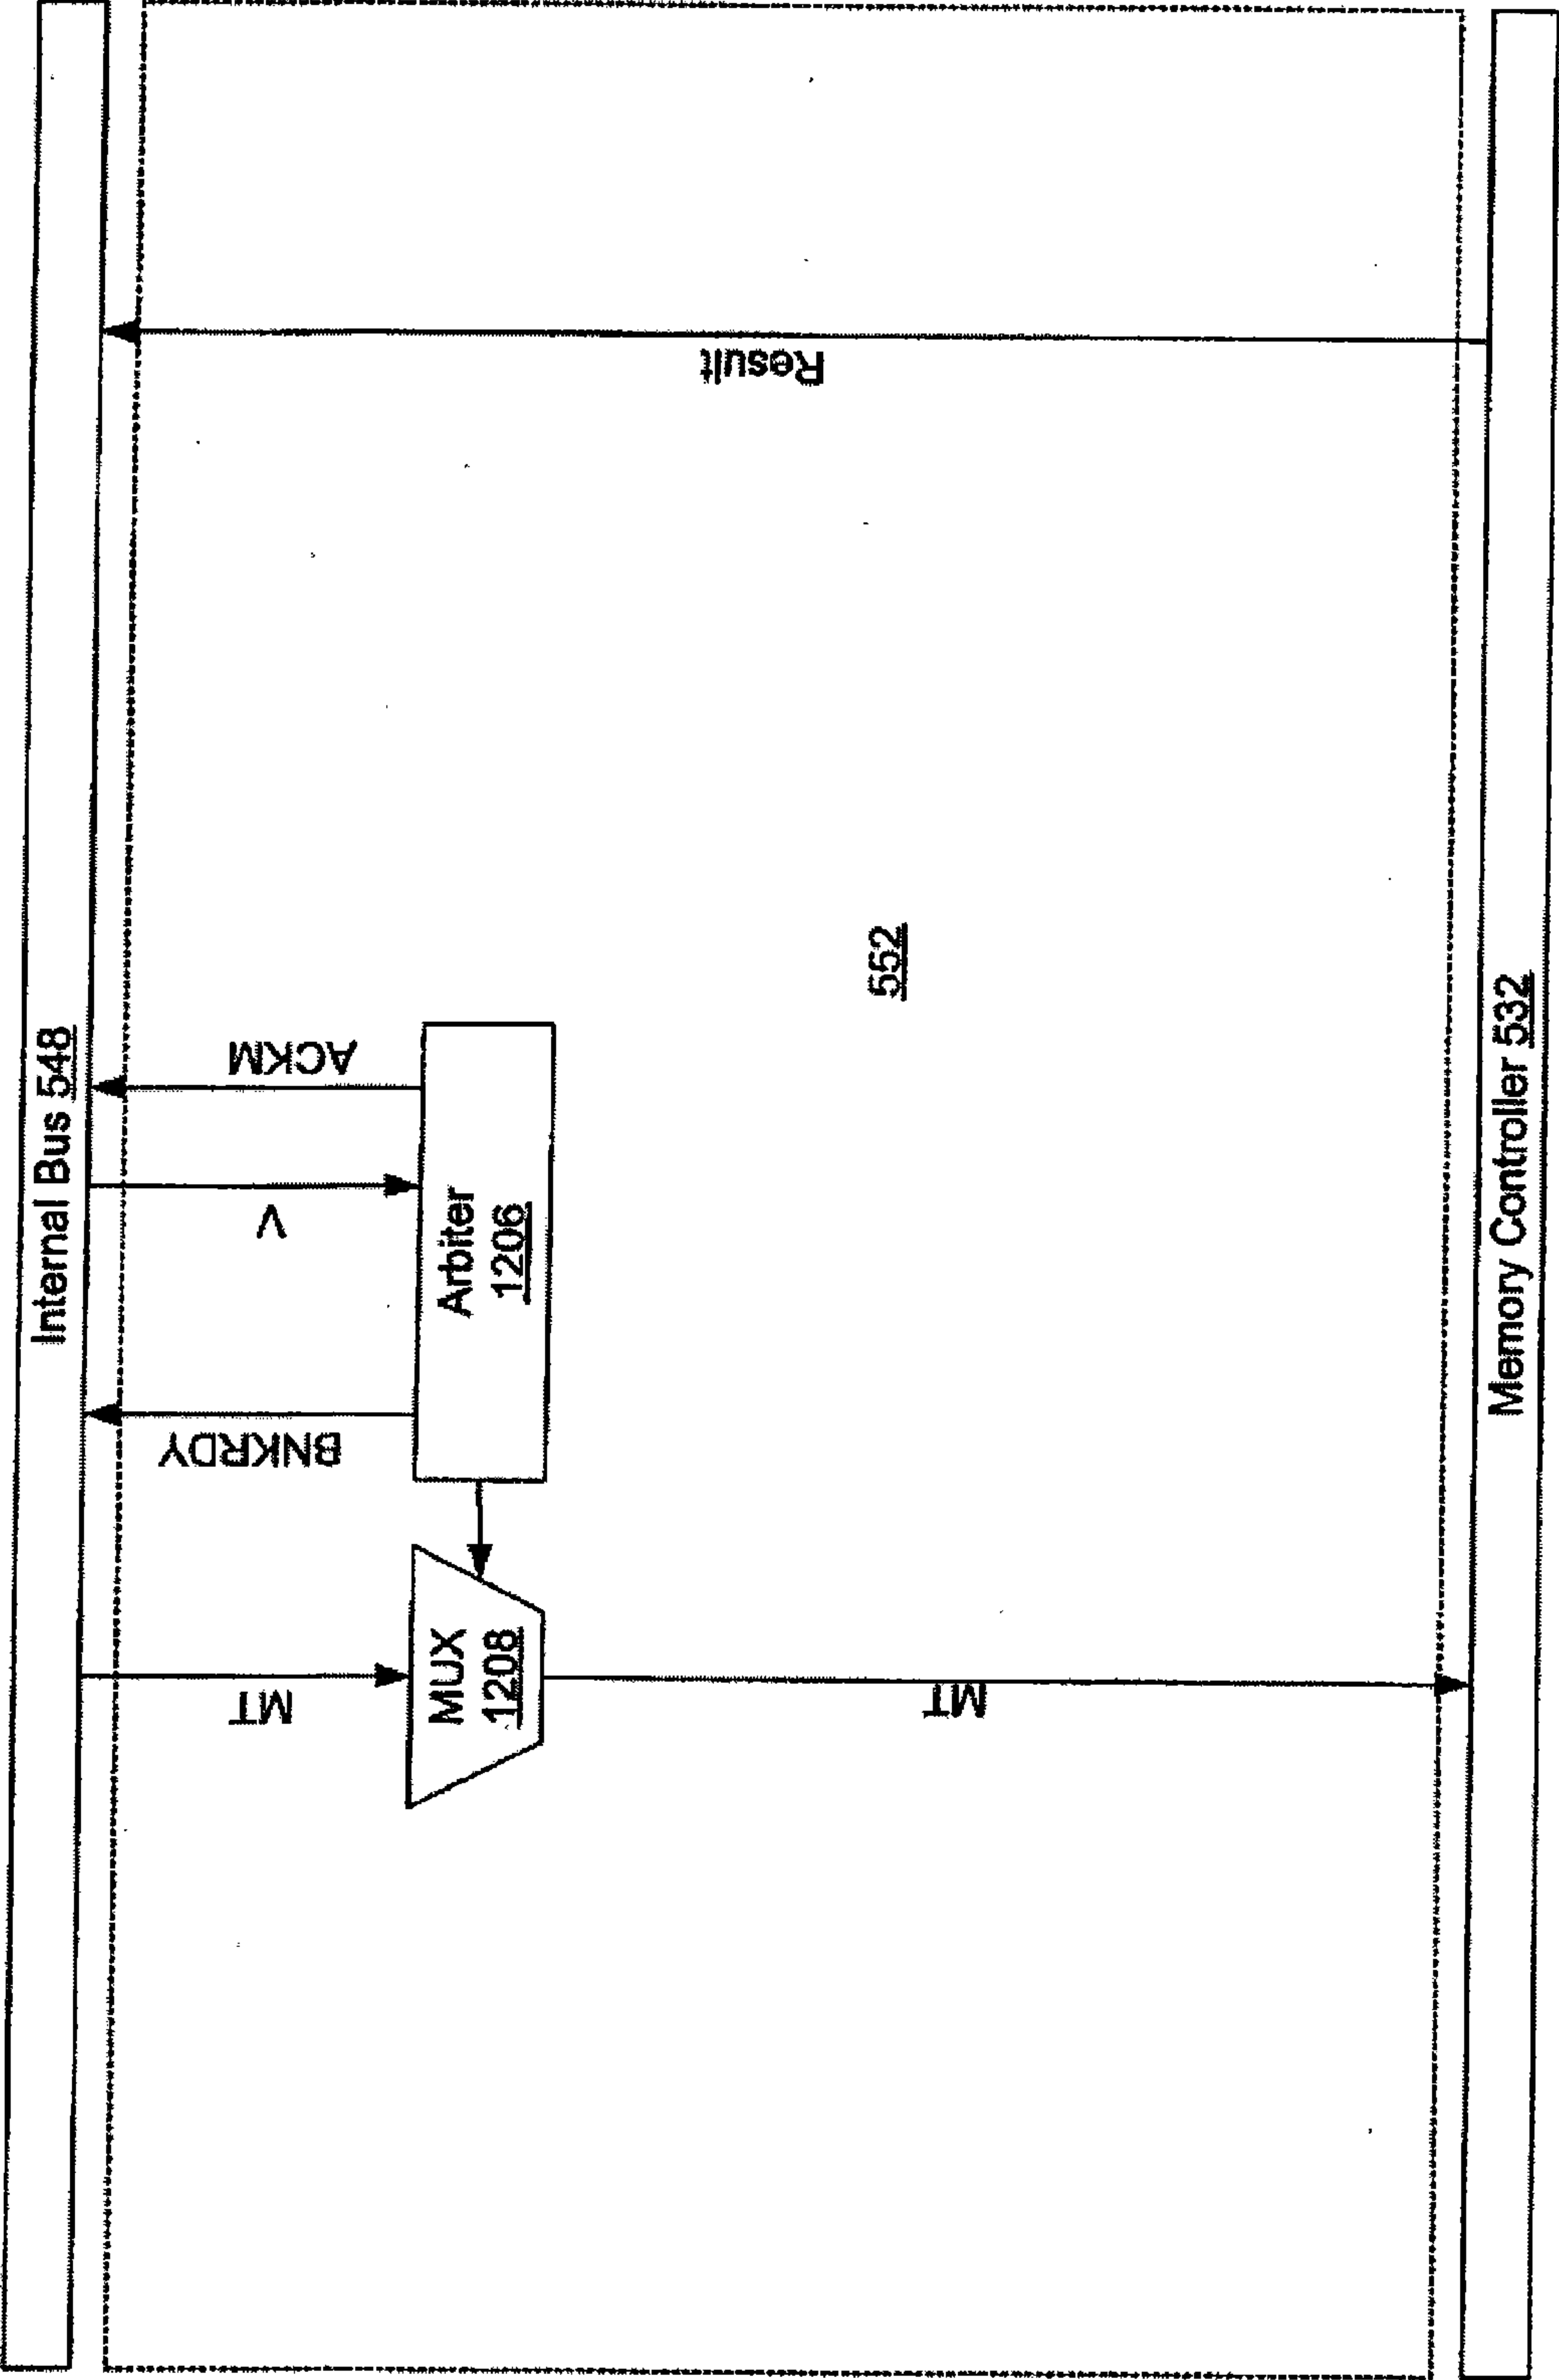 Internal Bus 548
MT
BNKRDY
V
ACKM
MUX
1208
Arbiter
1206
552
MT
Result
Memory Controller 532